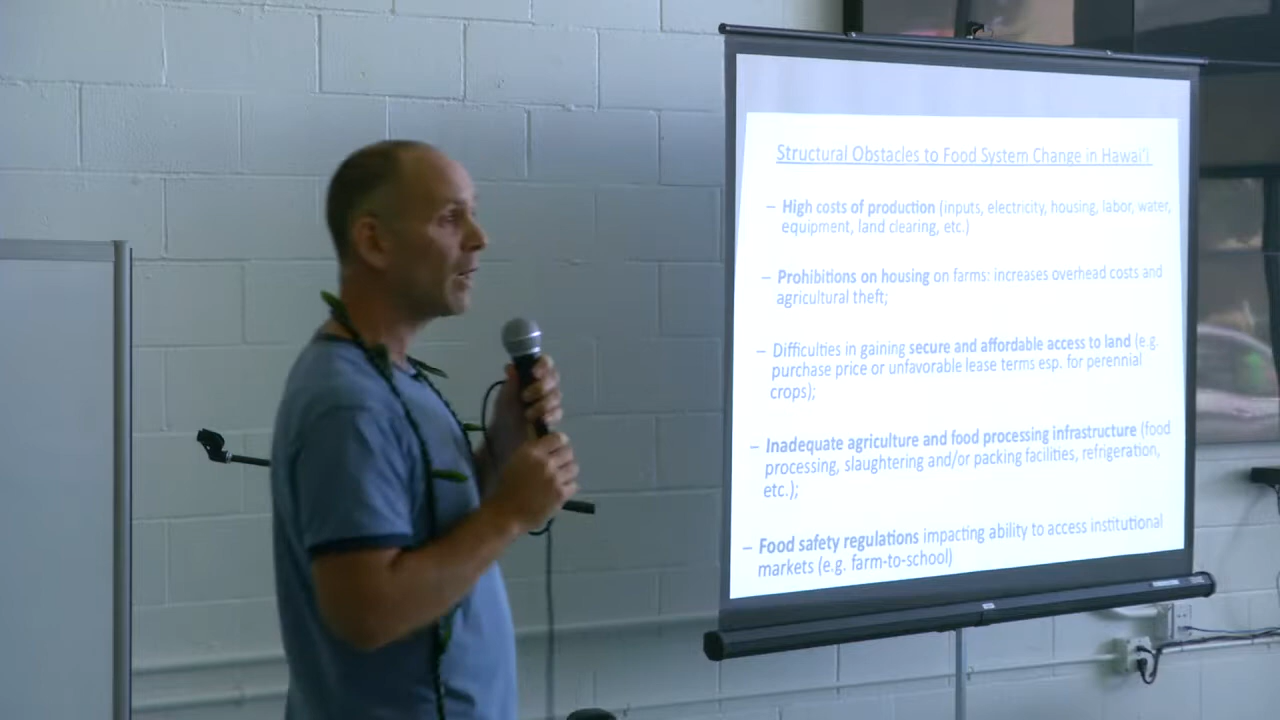 Structural Obstacles to Food System Change in Hawai'i
– High costs of production (inputs, electricity, housing, labor, water,
equipment, land clearing, etc.)
– Prohibitions on housing on farms: increases overhead costs and
agricultural theft;
– Difficulties in gaining secure and affordable access to land (e.g.
purchase price or unfavorable lease terms esp. for perennial
crops);
– Inadequate agriculture and food processing infrastructure (food
processing, slaughtering and/or packing facilities, refrigeration,
etc.);
– Food safety regulations impacting ability to access institutional
markets (e.g. farm-to-school)